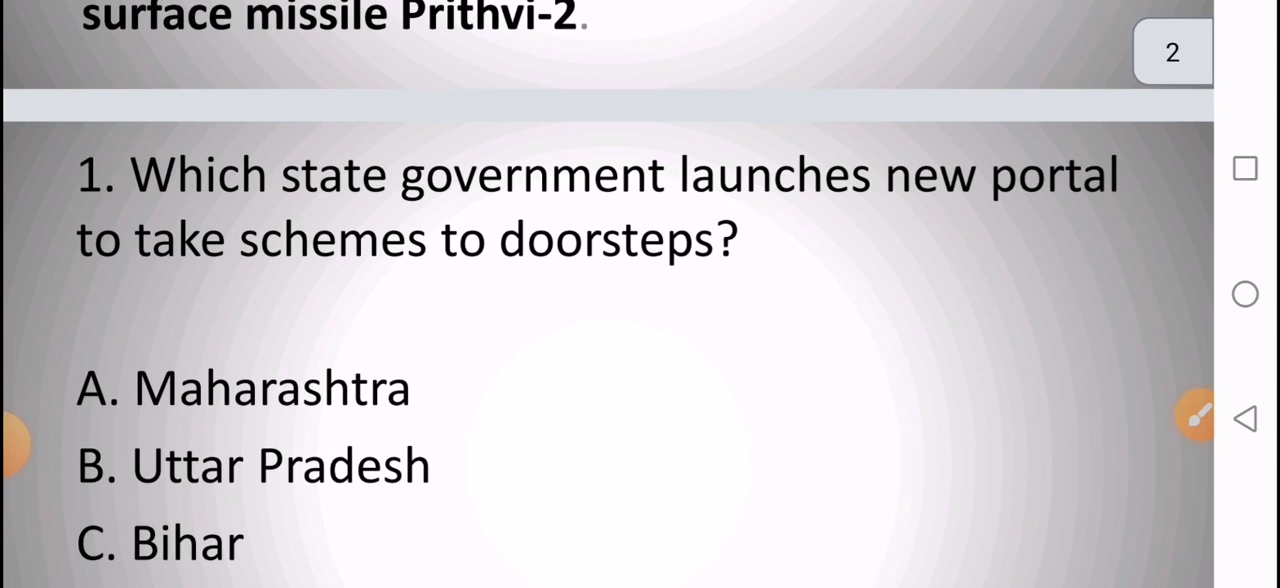 surface missile Prithvi-2.
2
1. Which state government launches new portal
to take schemes to doorsteps?
A. Maharashtra
B. Uttar Pradesh
C. Bihar